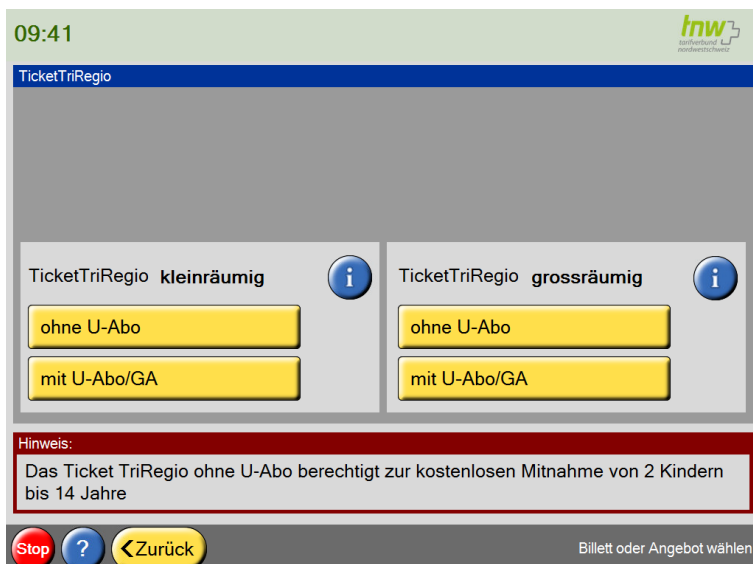 09:41
tnw
tarifverbund
nordwestschweiz
TicketTriRegio
TicketTriRegio kleinräumig
i
ohne U-Abo
mit U-Abo/GA
TicketTriRegio grossräumig
i
ohne U-Abo
mit U-Abo/GA
Hinweis:
Das Ticket TriRegio ohne U-Abo berechtigt zur kostenlosen Mitnahme von 2 Kindern
bis 14 Jahre
Stop
?
Zurück
Billett oder Angebot wählen